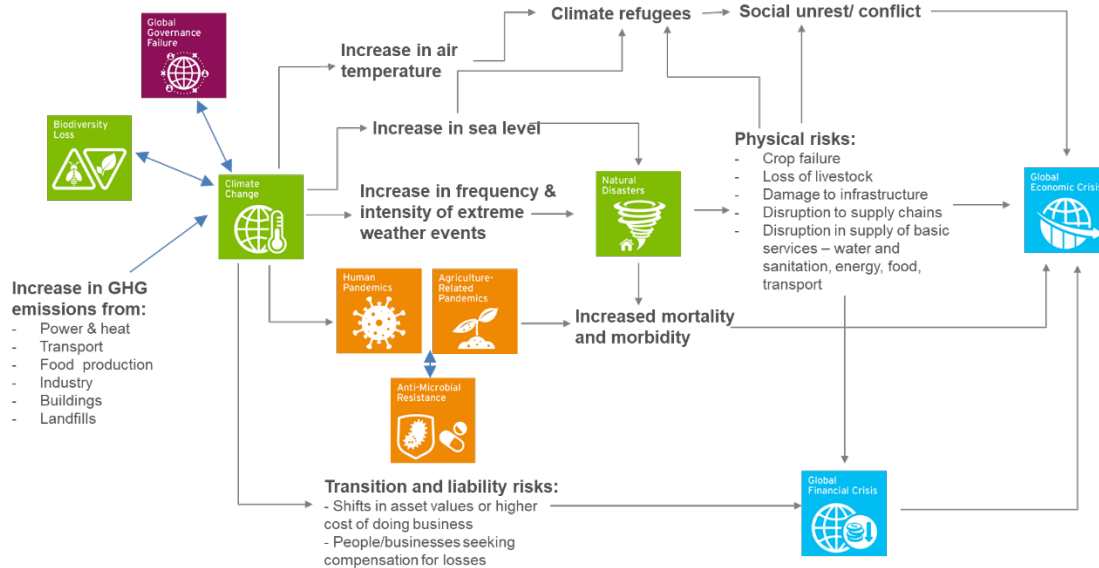 Global
Governance
Failure
Climate refugees
Social unrest/ conflict
Increase in air
temperature
Biodiversity
Loss
Increase in sea level
Physical risks:
- Crop failure
- Loss of livestock
- Damage to infrastructure
- Disruption to supply chains
- Disruption in supply of basic
services – water and
sanitation, energy, food,
transport
Climate
Change
Increase in frequency &
intensity of extreme
weather events
Natural
Disasters
Global
Economic Crisis
Increase in GHG
emissions from:
- Power & heat
- Transport
- Food production
- Industry
- Buildings
- Landfills
Human
Pandemics
Agriculture-
Related Pandemics
Increased mortality
and morbidity
Anti-Microbial
Resistance
Transition and liability risks:
- Shifts in asset values or higher
cost of doing business
- People/businesses seeking
compensation for losses
Global
Financial Crisis